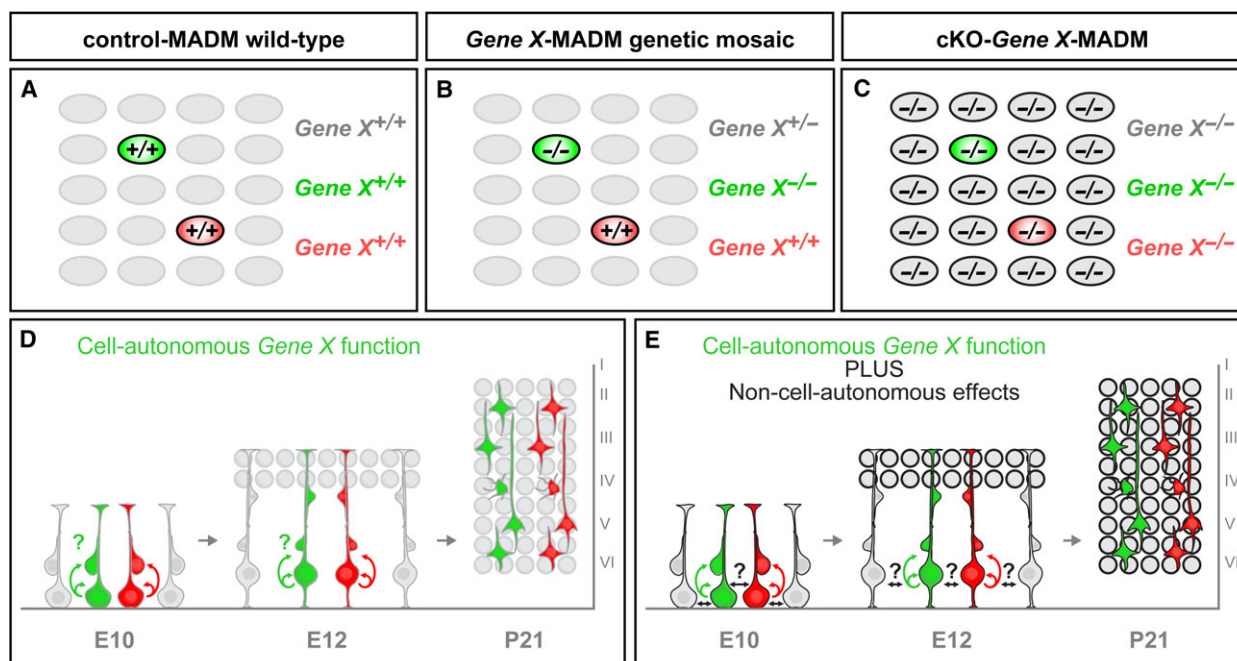 control-MADM wild-type
Gene X-MADM genetic mosaic
cKO-Gene X-MADM
A
+/+
+/+
Gene X+/+
Gene X+/+
Gene X+/+
B
-/-
+/+
Gene X+/-
Gene X-/-
Gene X+/+
C
-/- -/- -/- -/-
-/- -/- -/- -/-
-/- -/- -/- -/-
-/- -/- -/- -/-
-/- -/- -/- -/-
Gene X-/-
Gene X-/-
Gene X-/-
D
Cell-autonomous Gene X function
?
?
I
II
III
IV
V
VI
E10
E12
P21
E
Cell-autonomous Gene X function
PLUS
Non-cell-autonomous effects
?
? ? ?
I
II
III
IV
V
VI
E10
E12
P21